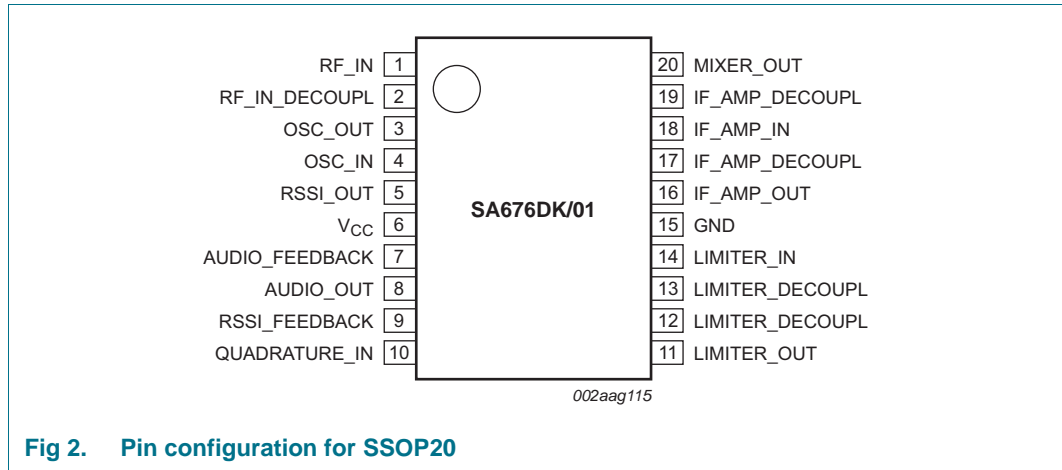 RF_IN 1
RF_IN_DECOUPL 2
OSC_OUT 3
OSC_IN 4
RSSI_OUT 5
VCC 6
AUDIO_FEEDBACK 7
AUDIO_OUT 8
RSSI_FEEDBACK 9
QUADRATURE_IN 10
SA676DK/01
20 MIXER_OUT
19 IF_AMP_DECOUPL
18 IF_AMP_IN
17 IF_AMP_DECOUPL
16 IF_AMP_OUT
15 GND
14 LIMITER_IN
13 LIMITER_DECOUPL
12 LIMITER_DECOUPL
11 LIMITER_OUT
002aag115
Fig 2. Pin configuration for SSOP20